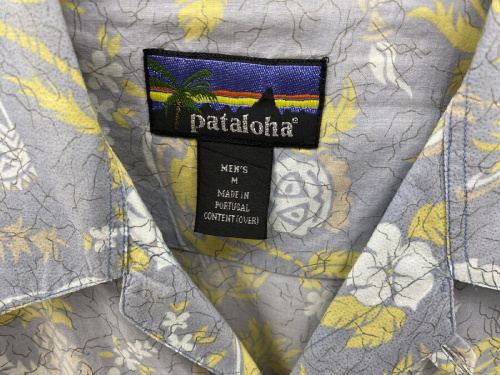 pataloha®
MEN'S
M
MADE IN
PORTUGAL
CONTENT (OVER)